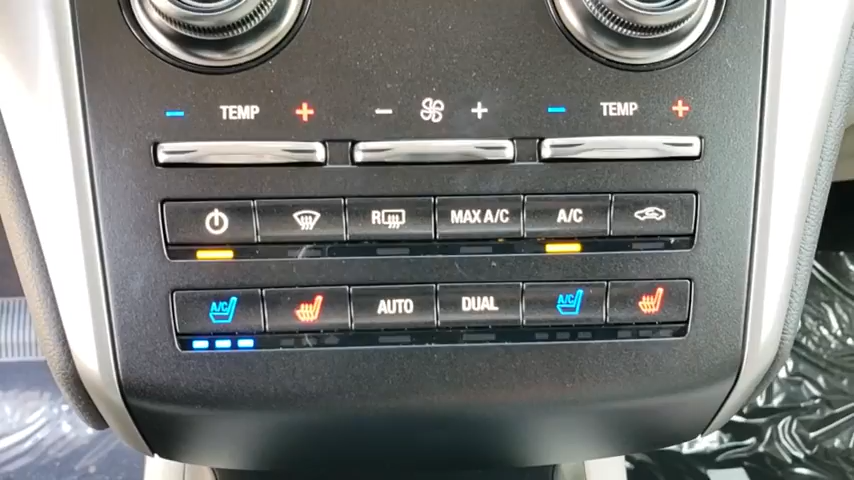 − TEMP + − + − TEMP +
R MAX A/C A/C
A/C AUTO DUAL A/C